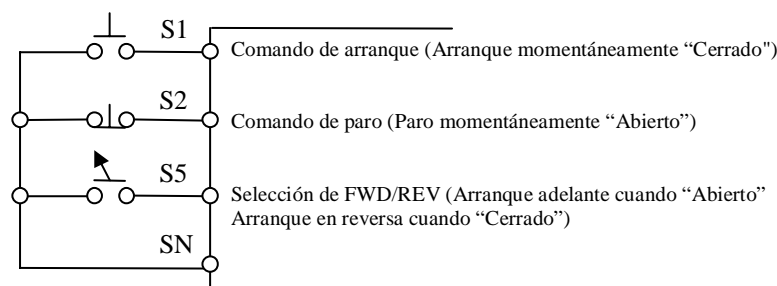 S1
Comando de arranque (Arranque momentáneamente “Cerrado")
S2
Comando de paro (Paro momentáneamente “Abierto”)
S5
Selección de FWD/REV (Arranque adelante cuando “Abierto”
Arranque en reversa cuando “Cerrado”)
SN